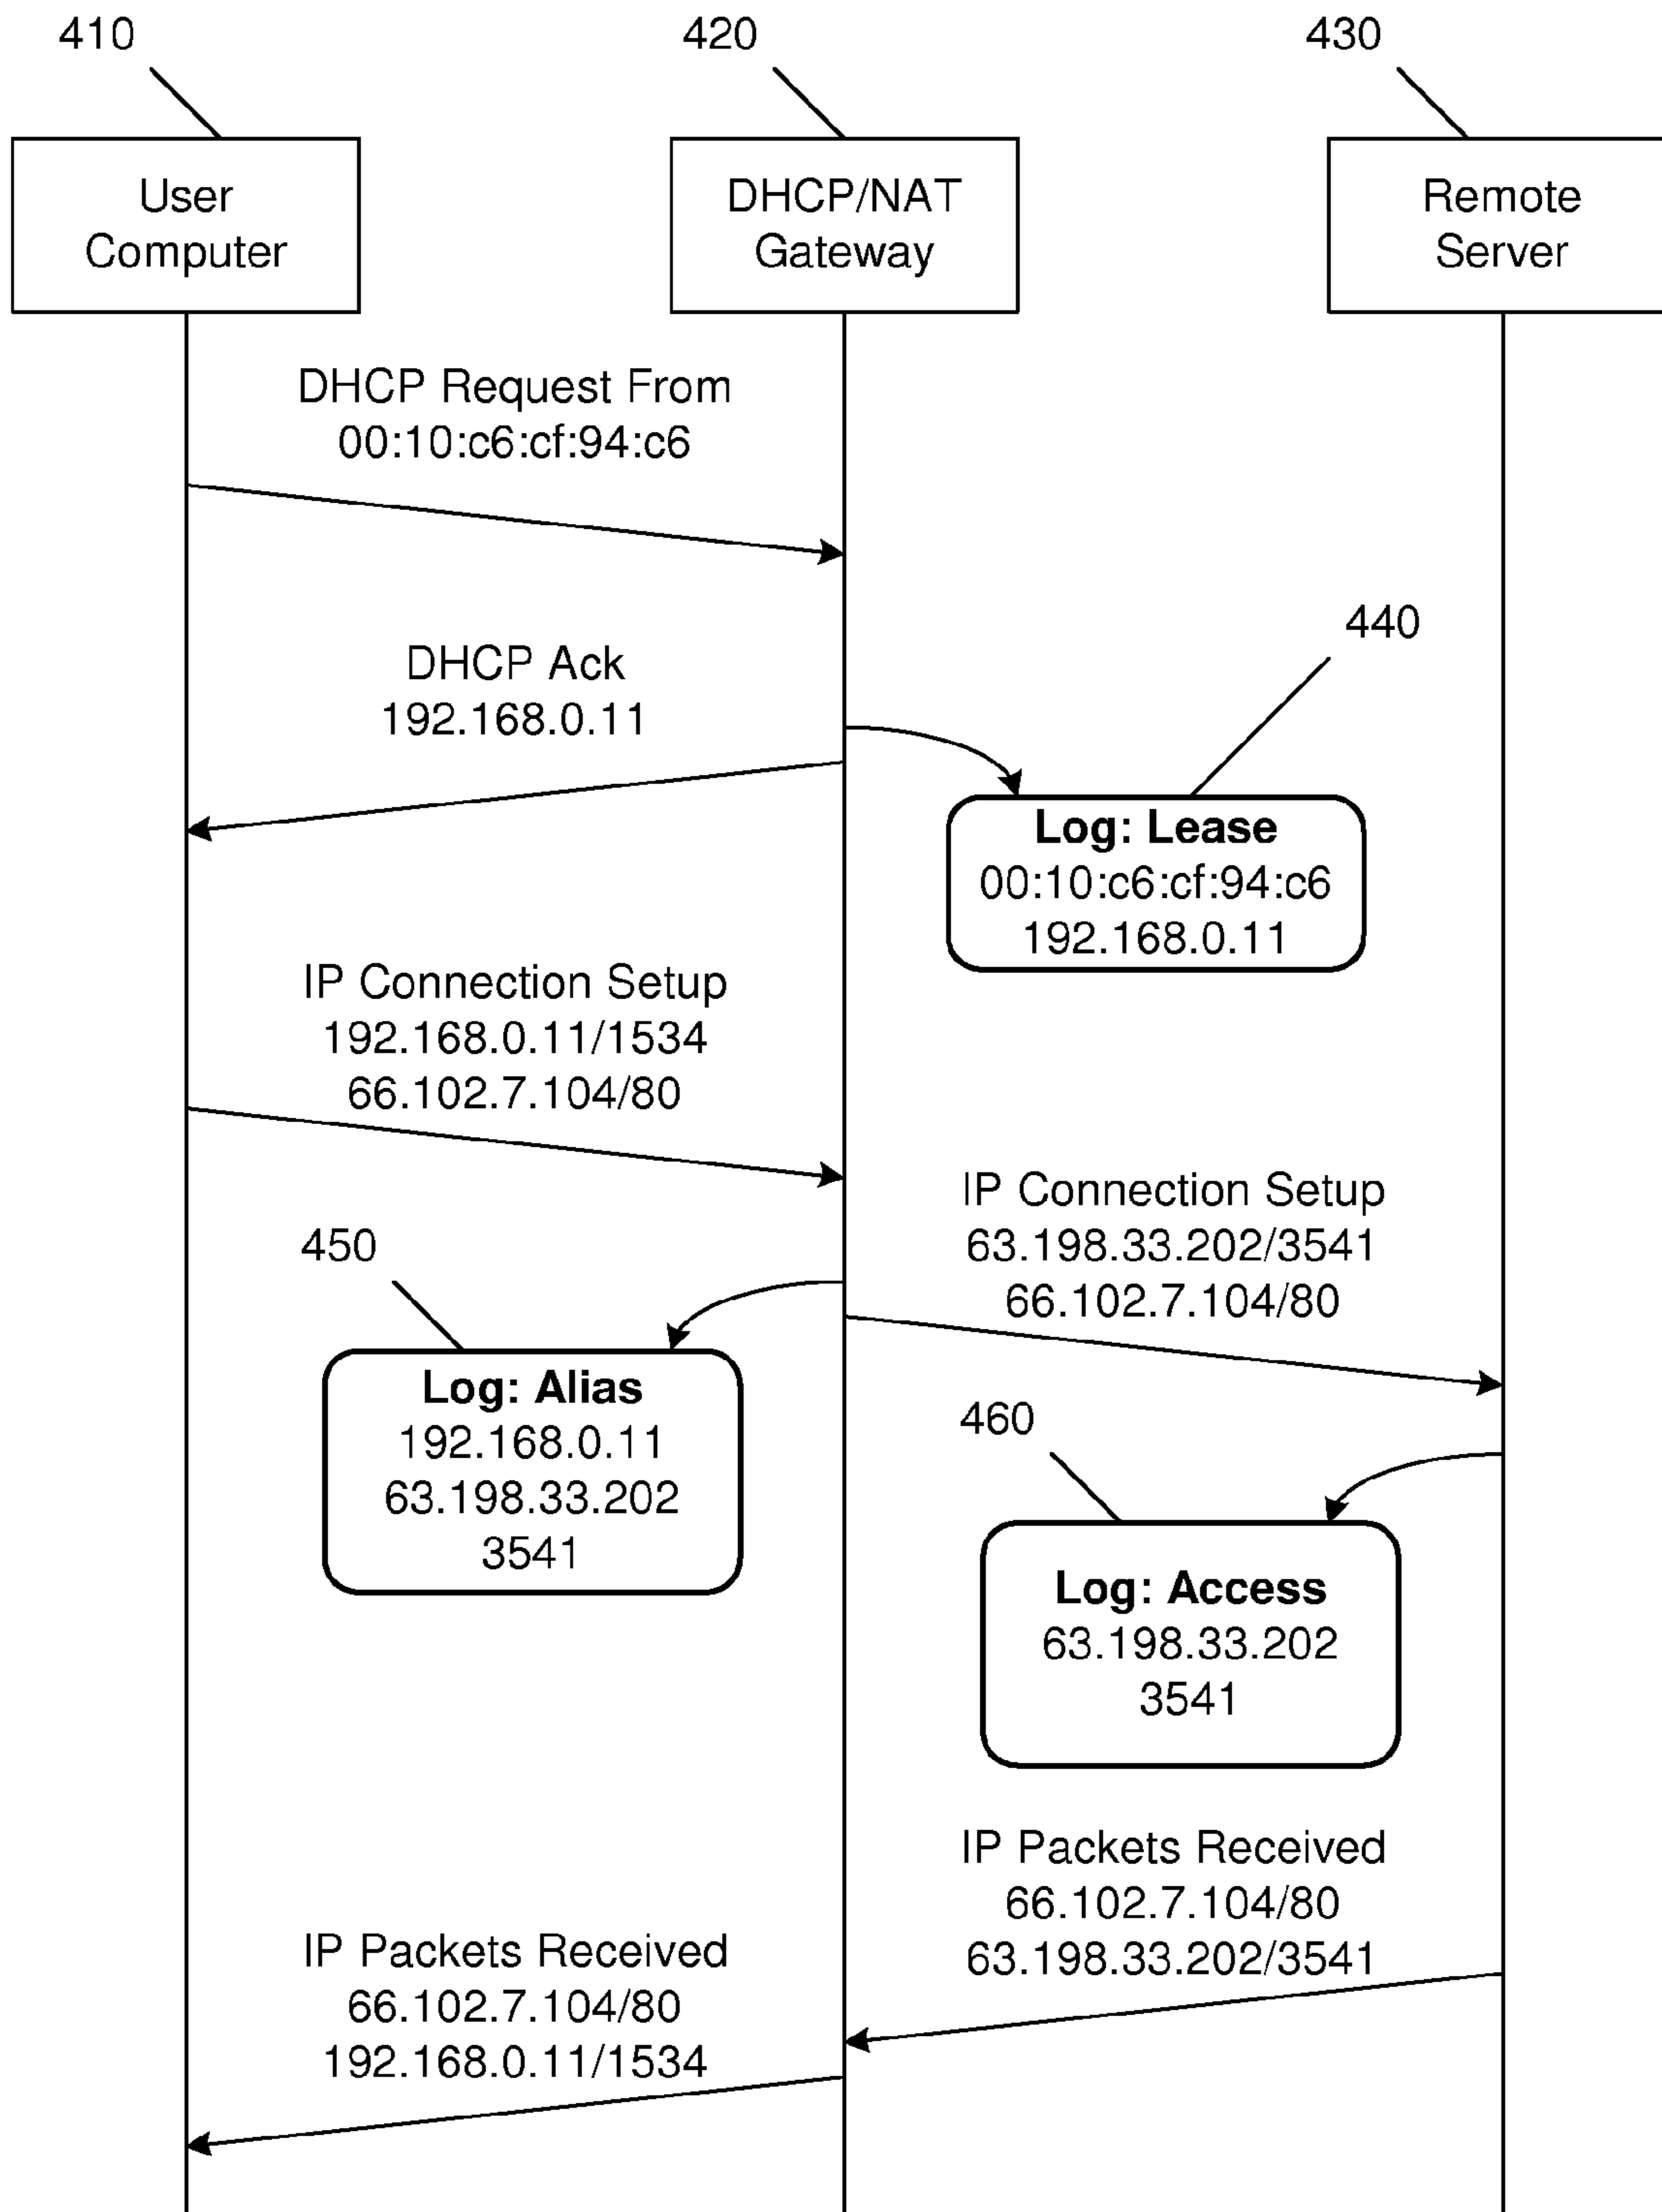 410
420
430
User
Computer
DHCP/NAT
Gateway
Remote
Server
DHCP Request From
00:10:c6:cf:94:c6
440
DHCP Ack
192.168.0.11
Log: Lease
00:10:c6:cf:94:c6
192.168.0.11
IP Connection Setup
192.168.0.11/1534
66.102.7.104/80
IP Connection Setup
63.198.33.202/3541
66.102.7.104/80
450
Log: Alias
192.168.0.11
63.198.33.202
3541
460
Log: Access
63.198.33.202
3541
IP Packets Received
66.102.7.104/80
63.198.33.202/3541
IP Packets Received
66.102.7.104/80
192.168.0.11/1534